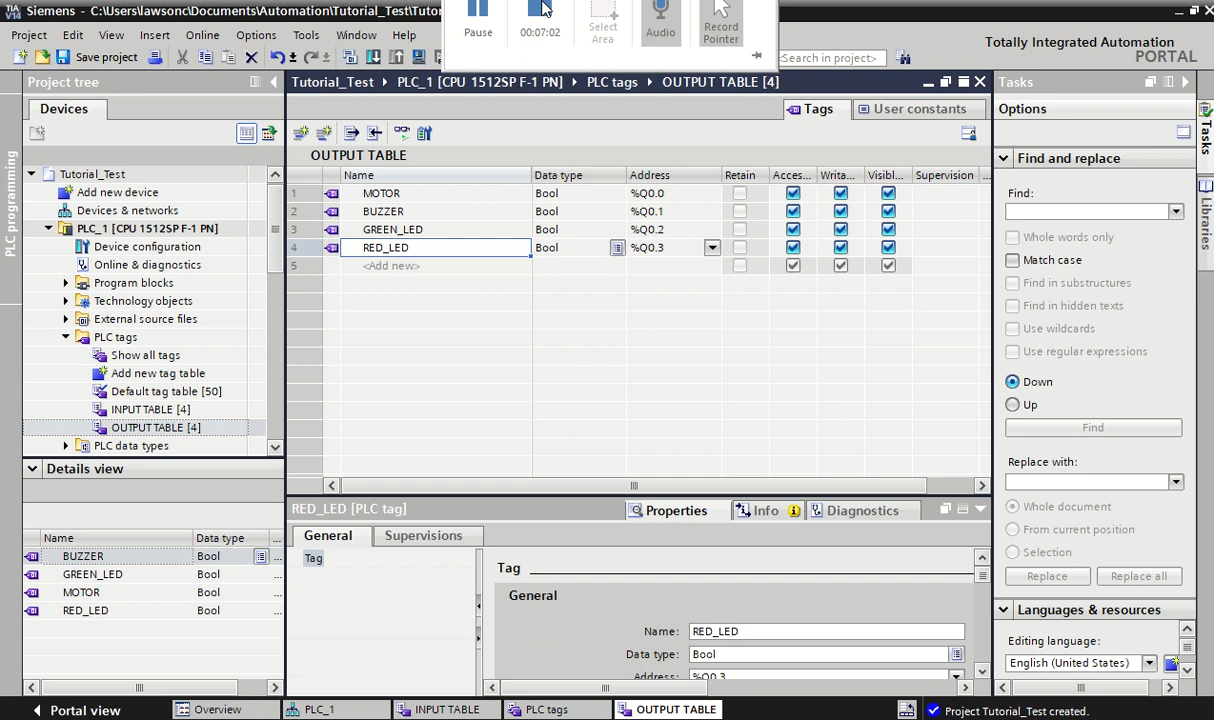 TIA
V14
Siemens - C:\Users\lawsonc\Documents\Automation\Tutorial_Test\Tutor
Project Edit View Insert Online Options Tools Window Help
Save project
Pause
00:07:02
Select
Area
Audio
Record
Pointer
<Search in project>
Totally Integrated Automation
PORTAL
PLC programming
Project tree
Devices
Tutorial_Test
Add new device
Devices & networks
PLC_1 [CPU 1512SP F-1 PN]
Device configuration
Online & diagnostics
Program blocks
Technology objects
External source files
PLC tags
Show all tags
Add new tag table
Default tag table [50]
INPUT TABLE [4]
OUTPUT TABLE [4]
PLC data types
Details view
Name Data type ...
BUZZER Bool ...
GREEN_LED Bool ...
MOTOR Bool ...
RED_LED Bool ...
Tutorial_Test PLC_1 [CPU 1512SP F-1 PN] PLC tags OUTPUT TABLE [4]
Tags User constants
OUTPUT TABLE
Name Data type Address Retain Acces... Writa... Visibl... Supervision ...
1 MOTOR Bool %Q0.0
2 BUZZER Bool %Q0.1
3 GREEN_LED Bool %Q0.2
4 RED_LED Bool %Q0.3
5 <Add new>
RED_LED [PLC tag]
Properties Info Diagnostics
General Supervisions
Tag
Tag
General
Name: RED_LED
Data type: Bool
Address: %Q0.3
Tasks
Options
Find and replace
Find:
Whole words only
Match case
Find in substructures
Find in hidden texts
Use wildcards
Use regular expressions
Down
Up
Find
Replace with:
Whole document
From current position
Selection
Replace Replace all
Languages & resources
Editing language:
English (United States)
Tasks
Libraries
Portal view Overview PLC_1 INPUT TABLE PLC tags OUTPUT TABLE
Project Tutorial_Test created.